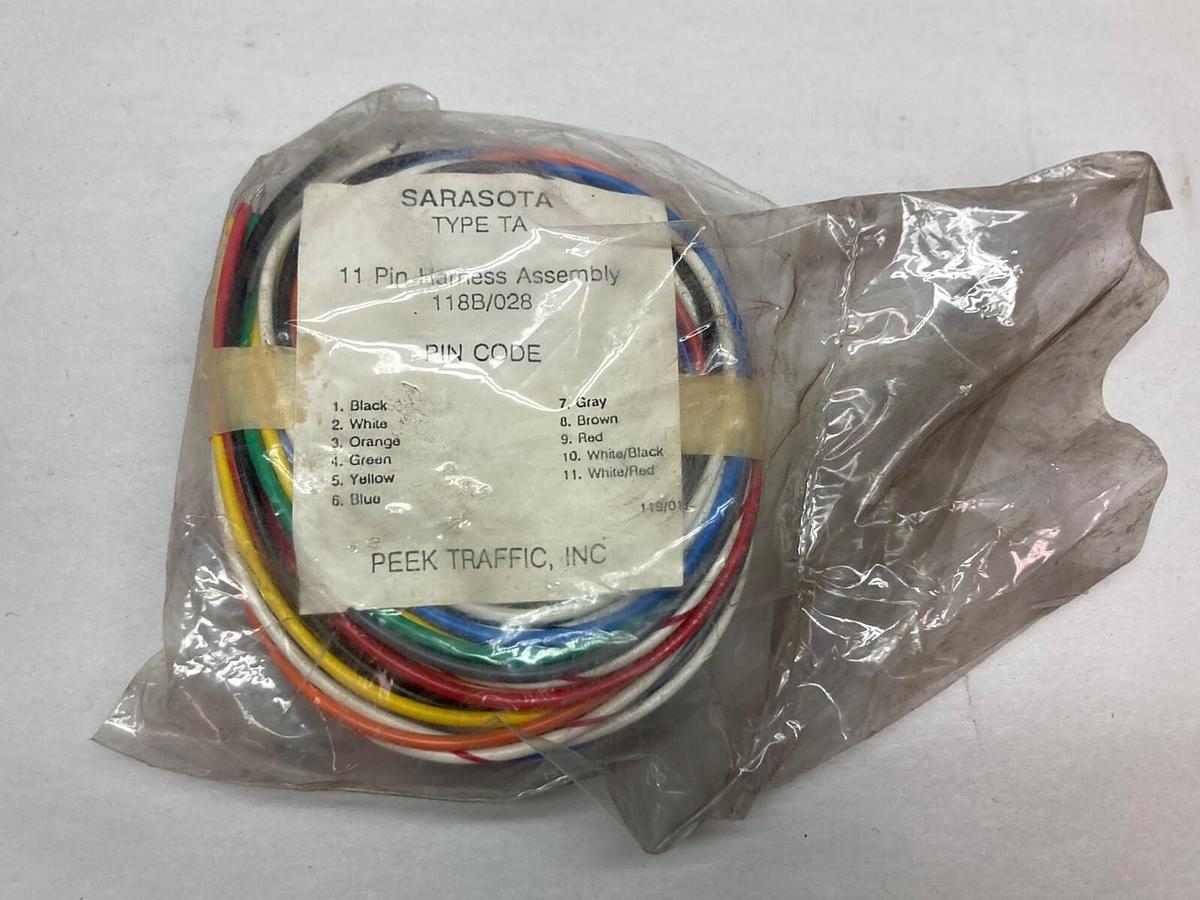 SARASOTA
TYPE TA
11 Pin Harness Assembly
118B/028
PIN CODE
1. Black
2. White
3. Orange
4. Green
5. Yellow
6. Blue
7. Gray
8. Brown
9. Red
10. White/Black
11. White/Red
PEEK TRAFFIC, INC